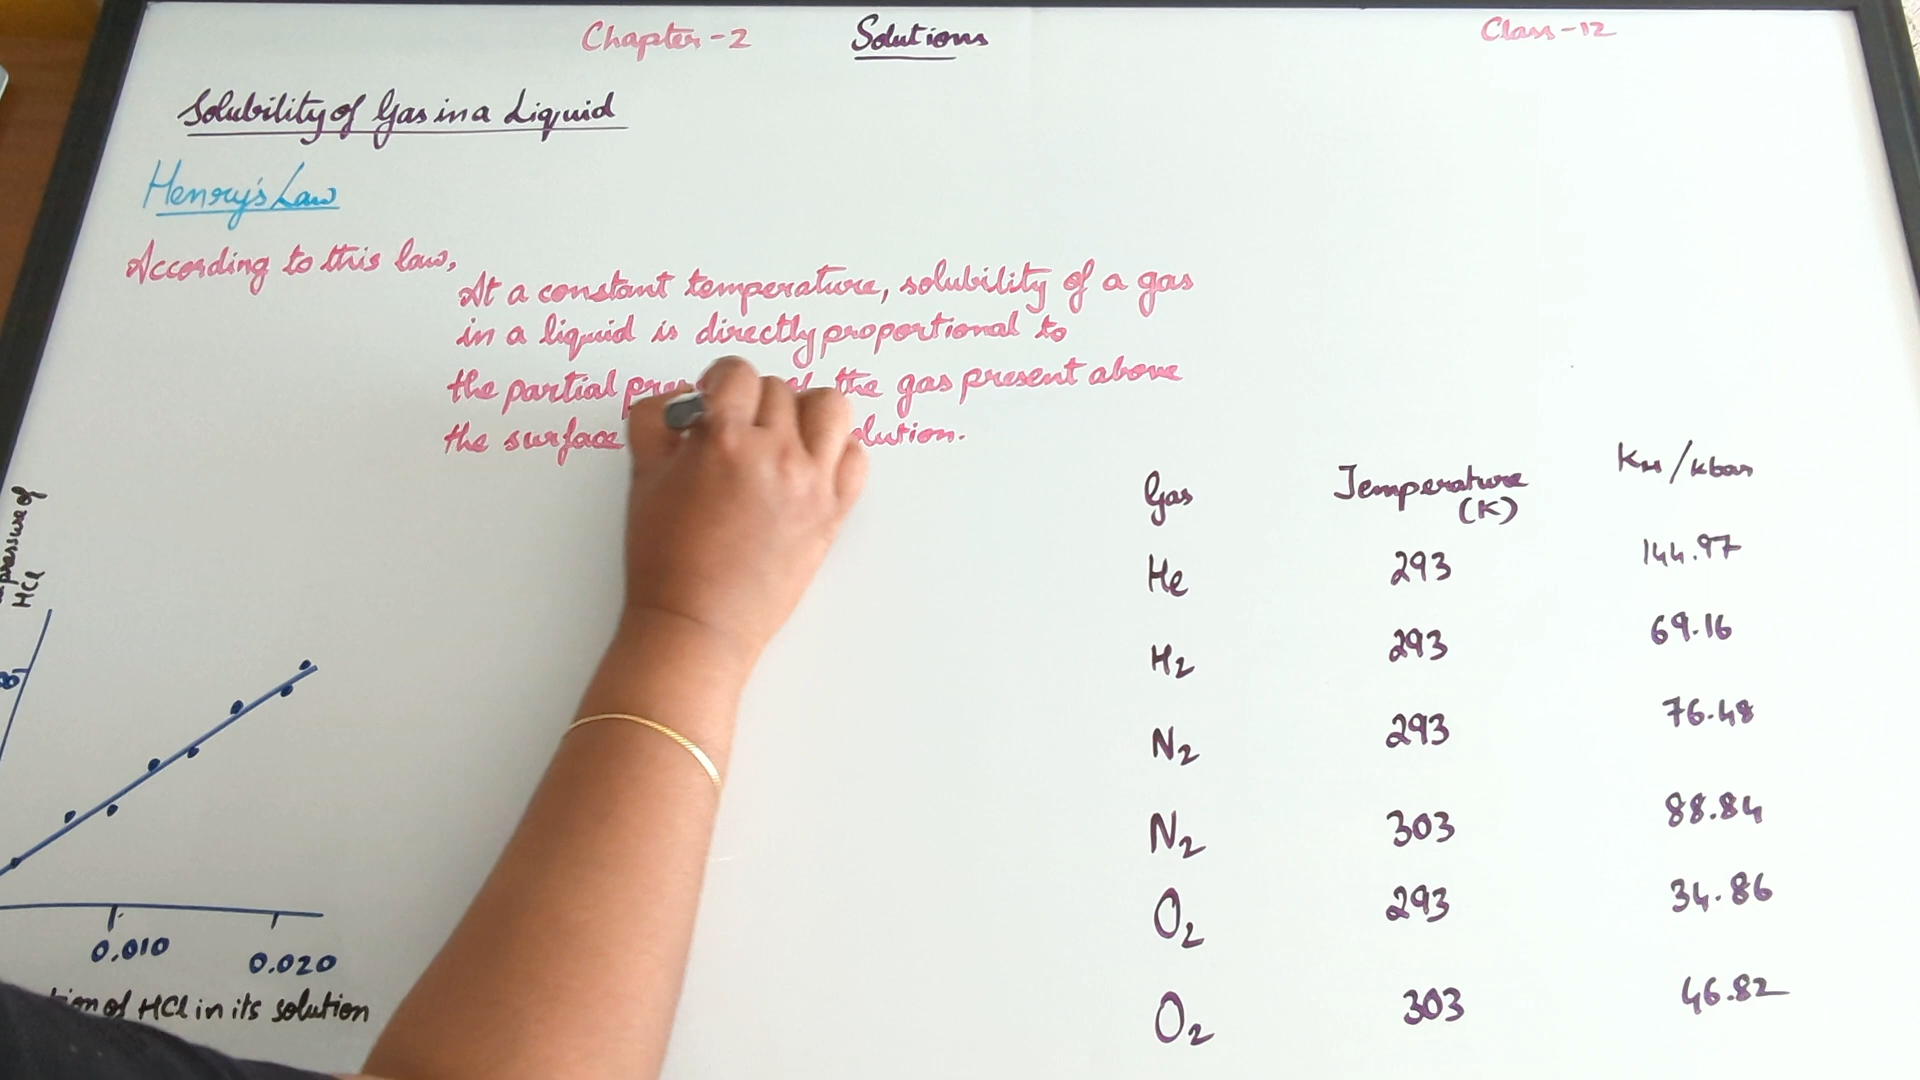 Chapter-2 Solutions Class-12
Solubility of Gas in a Liquid
Henry's Law
According to this law,
At a constant temperature, solubility of a gas
in a liquid is directly proportional to
the partial of the gas present above
the surface
pressure of
HCl
Gas Temperature (K) KH/kbar
He 293 144.97
H2 293 69.16
N2 293 76.48
N2 303 88.84
O2 293 34.86
O2 303 46.82
0.010 0.020
of HCl in its solution